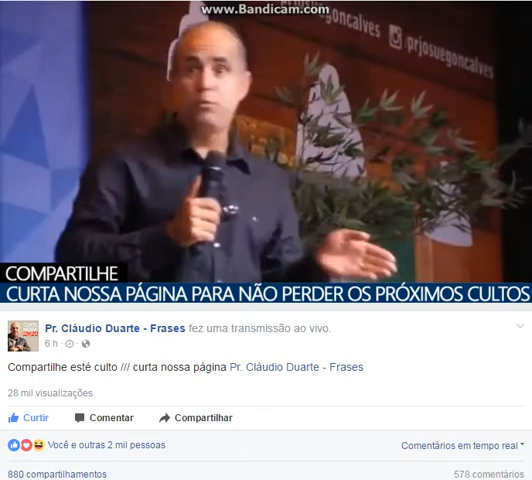 www.Bandicam.com
prjosuegoncalves
prjosuegoncalves
COMPARTILHE
CURTA NOSSA PÁGINA PARA NÃO PERDER OS PRÓXIMOS CULTOS
Pr. Cláudio Duarte - Frases fez uma transmissão ao vivo.
6 h
Compartilhe esté culto /// curta nossa página Pr. Cláudio Duarte - Frases
28 mil visualizações
Curtir Comentar Compartilhar
Você e outras 2 mil pessoas Comentários em tempo real
880 compartilhamentos 578 comentários